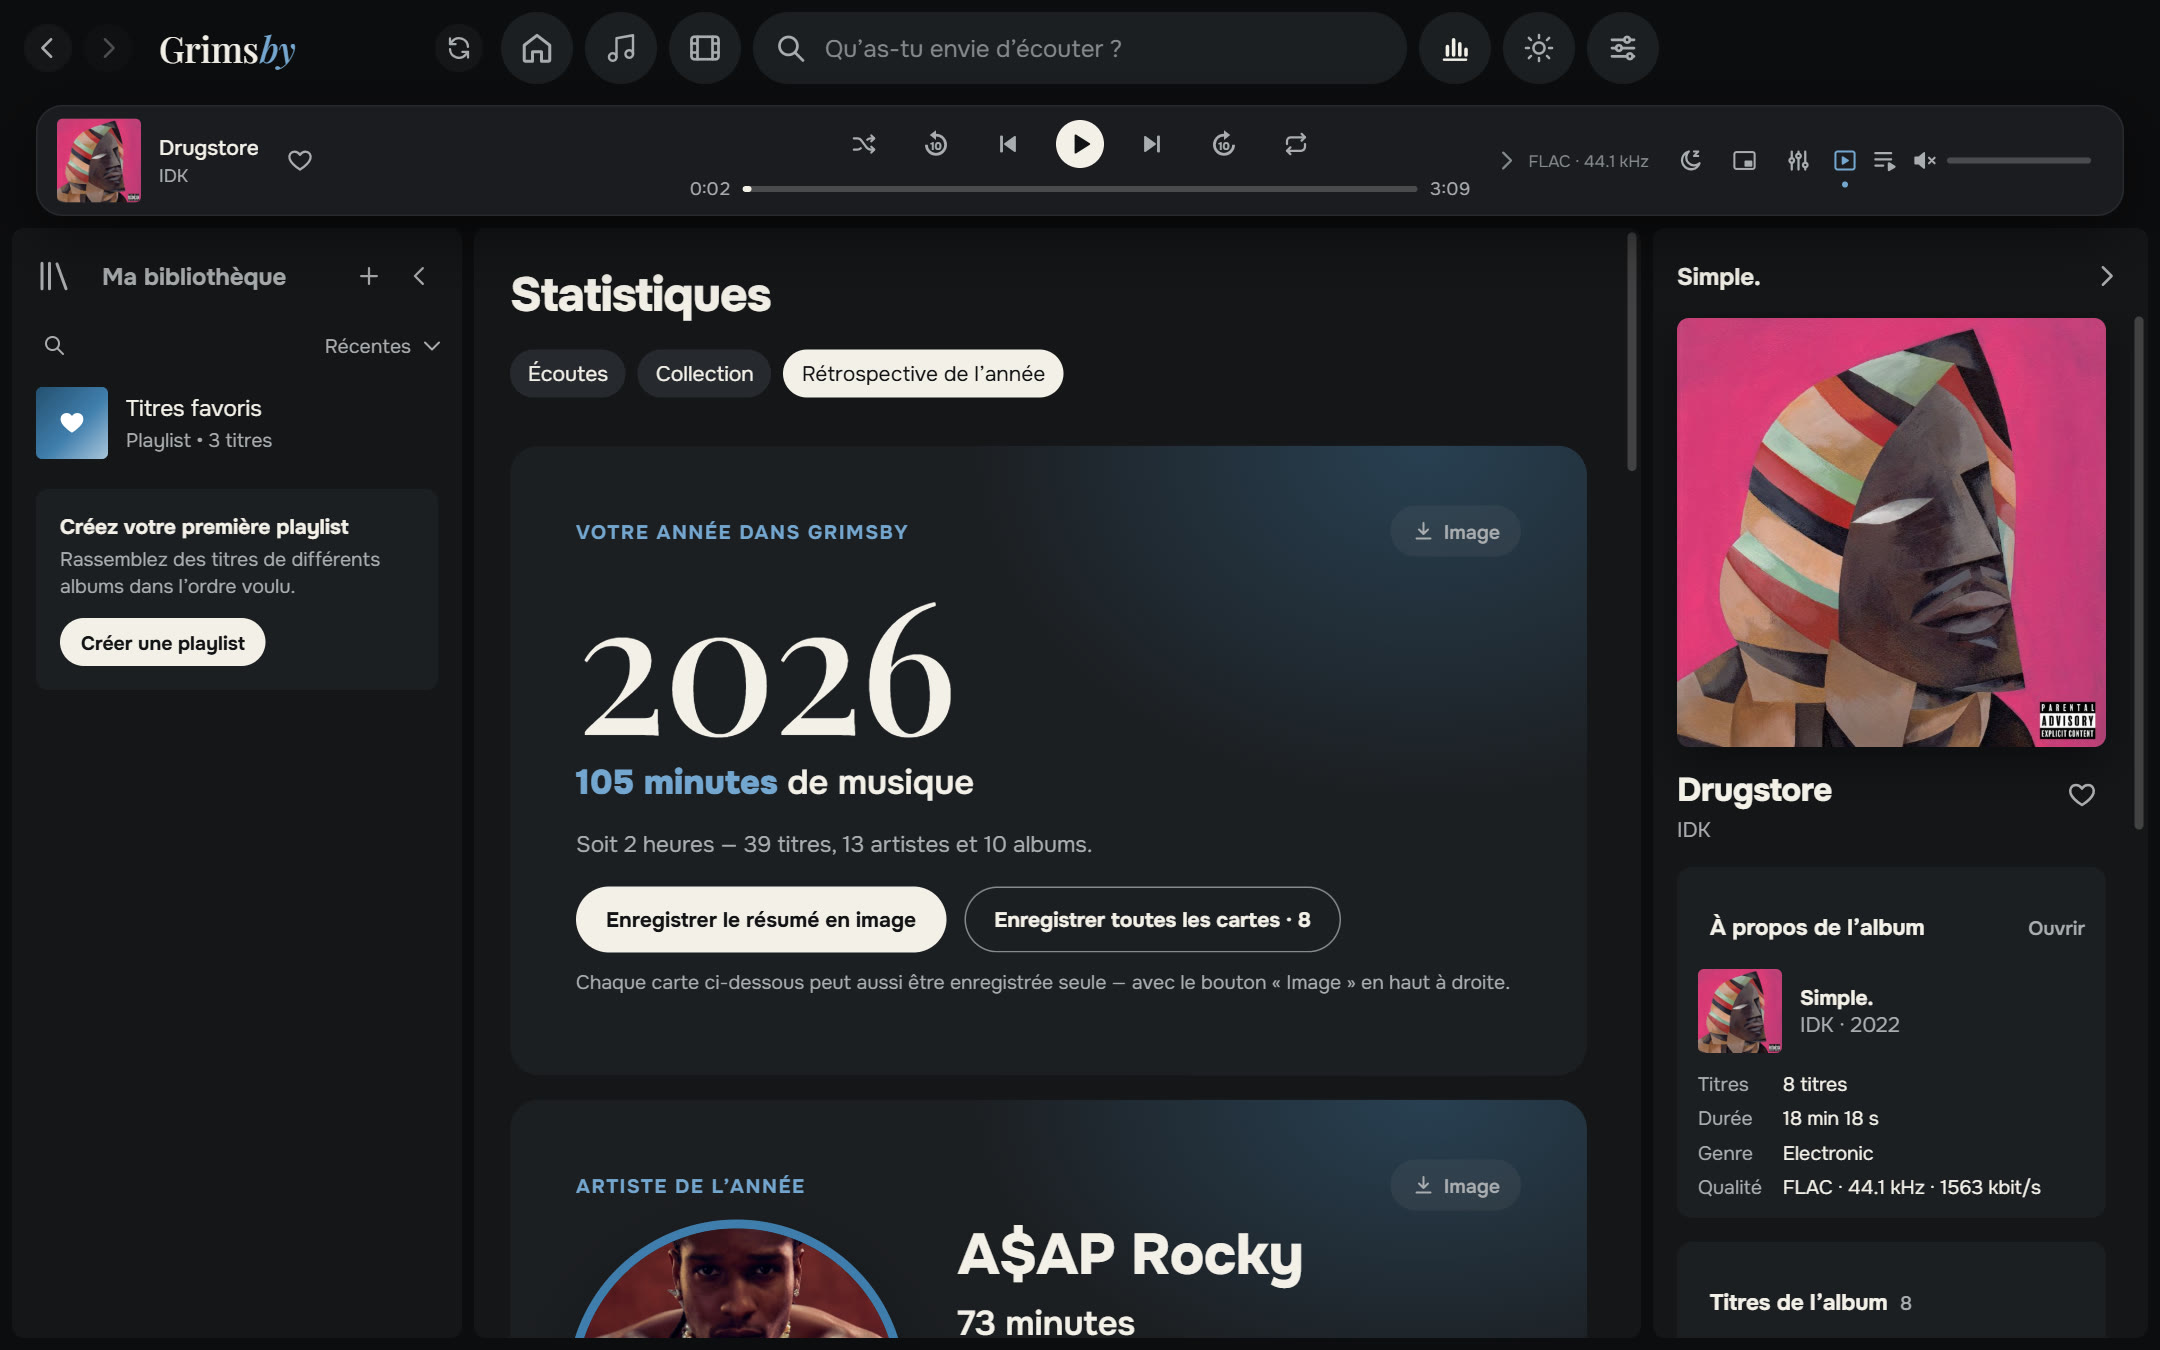 Grimsby
Qu’as-tu envie d’écouter ?
Drugstore
IDK
10
10
0:02
3:09
FLAC · 44.1 kHz
Ma bibliothèque
Récentes
Titres favoris
Playlist • 3 titres
Créez votre première playlist
Rassemblez des titres de différents
albums dans l’ordre voulu.
Créer une playlist
Statistiques
Écoutes
Collection
Rétrospective de l’année
VOTRE ANNÉE DANS GRIMSBY
Image
2026
105 minutes de musique
Soit 2 heures — 39 titres, 13 artistes et 10 albums.
Enregistrer le résumé en image
Enregistrer toutes les cartes · 8
Chaque carte ci-dessous peut aussi être enregistrée seule — avec le bouton « Image » en haut à droite.
ARTISTE DE L’ANNÉE
Image
A$AP Rocky
73 minutes
Simple.
PARENTAL
ADVISORY
EXPLICIT CONTENT
Drugstore
IDK
À propos de l’album
Ouvrir
Simple.
IDK · 2022
Titres 8 titres
Durée 18 min 18 s
Genre Electronic
Qualité FLAC · 44.1 kHz · 1563 kbit/s
Titres de l’album 8